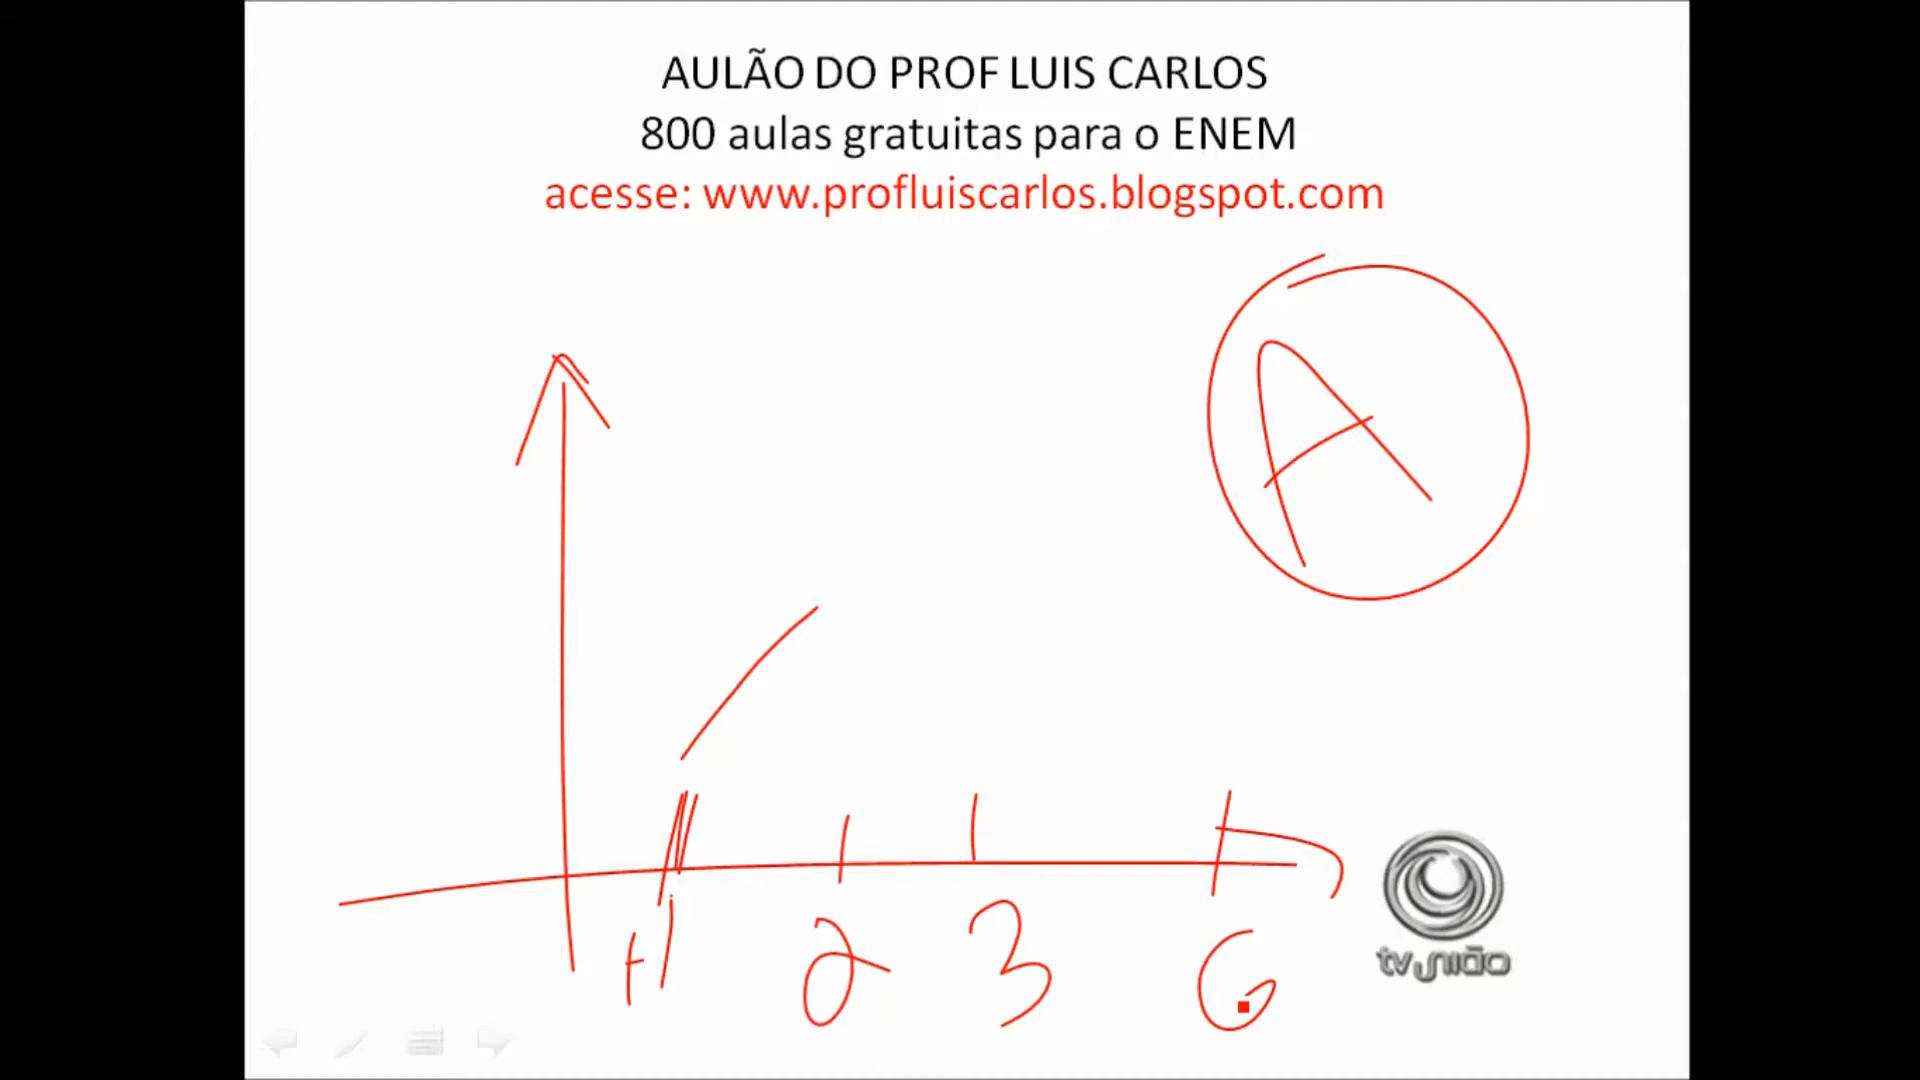 AULÃO DO PROF LUIS CARLOS
800 aulas gratuitas para o ENEM
acesse: www.profluiscarlos.blogspot.com
A
+1 2 3 6
tv união